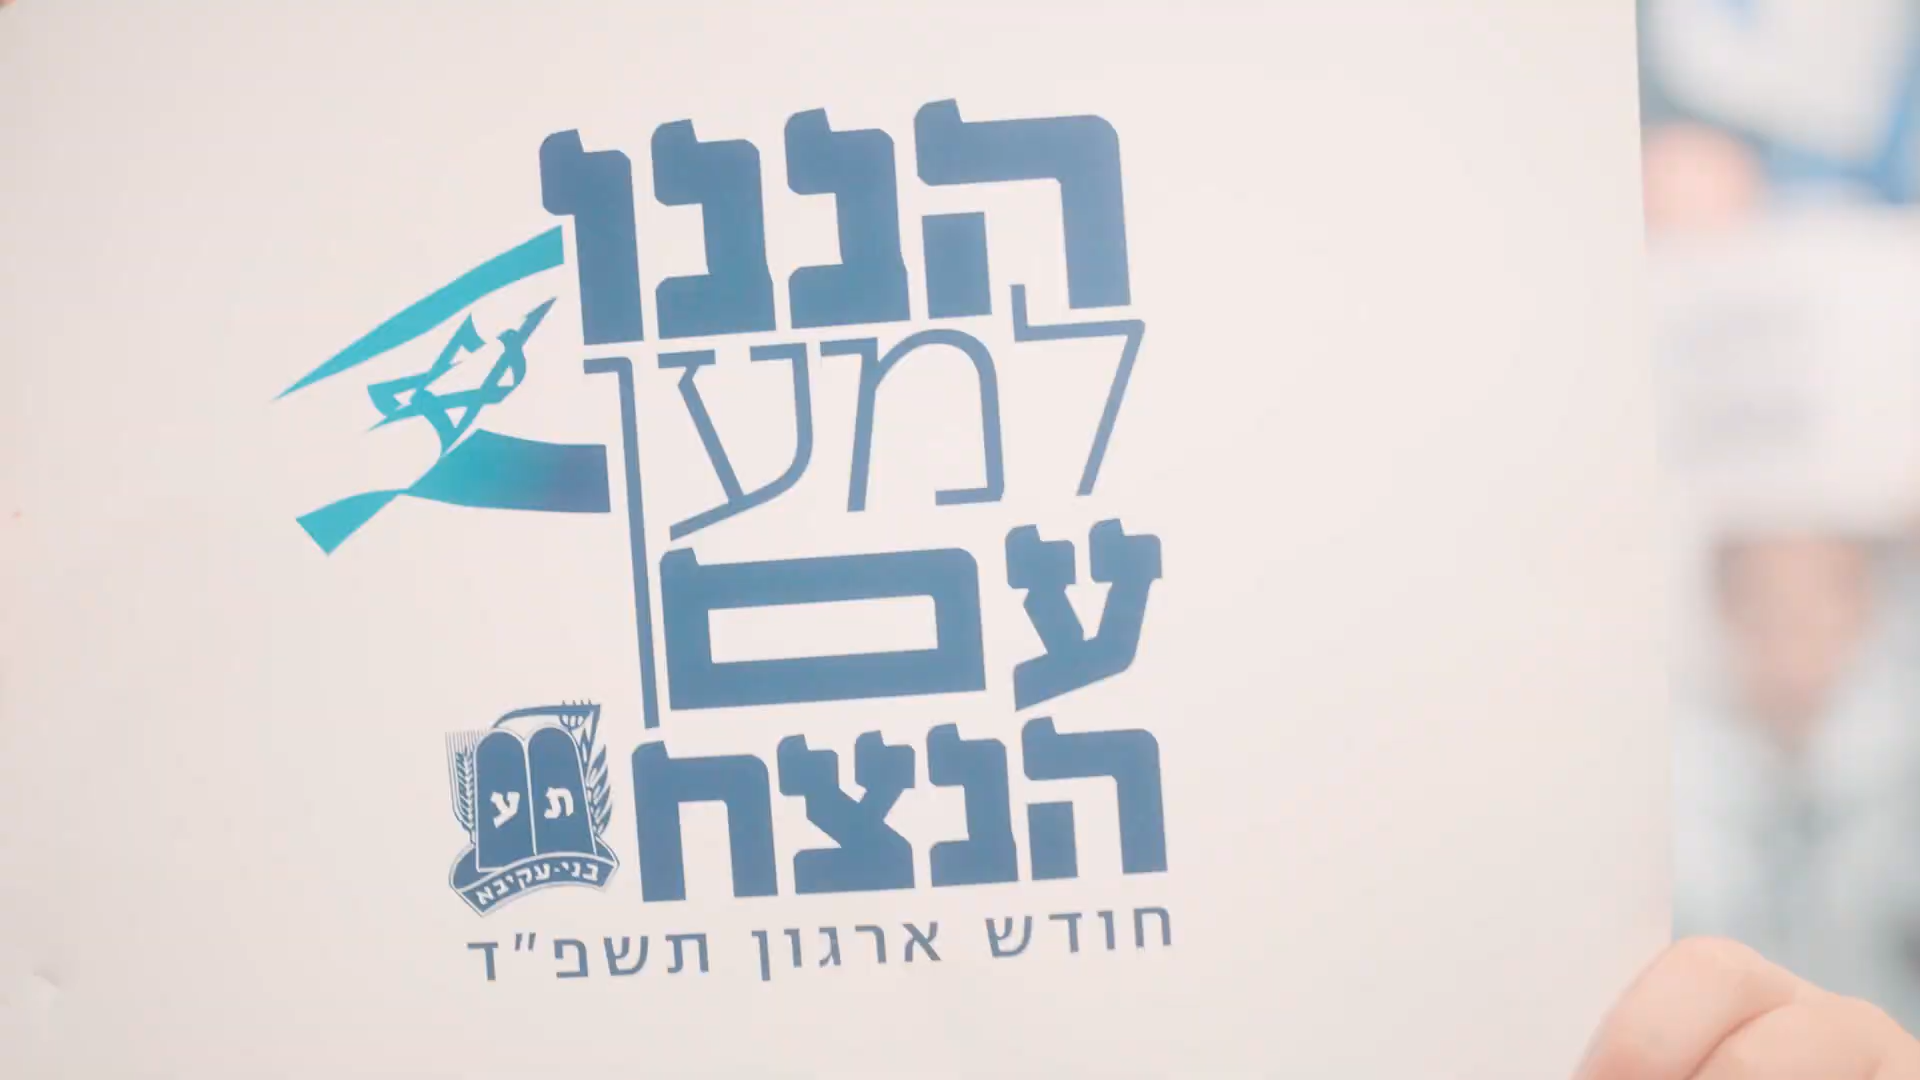 הננו
למען
עם
הנצח
ת ע
בני-עקיבא
חודש ארגון תשפ"ד